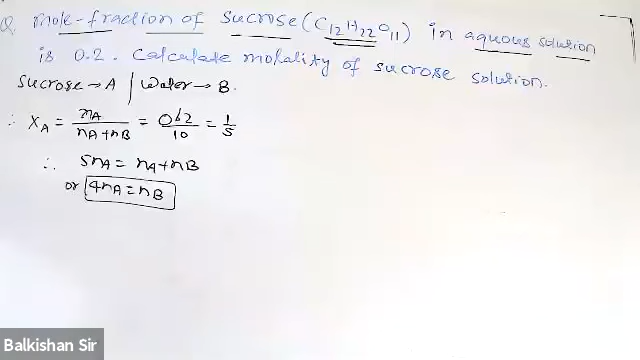 Q. mole-fraction of sucrose (C12H22O11) in aquous solution
is 0.2. Calculate molality of sucrose solution.
Sucrose → A | Water → B.
∴ XA = nA / nA+nB = 0.2 / 10 = 1/5
∴ 5nA = nA+nB
or 4nA = nB
Balkishan Sir